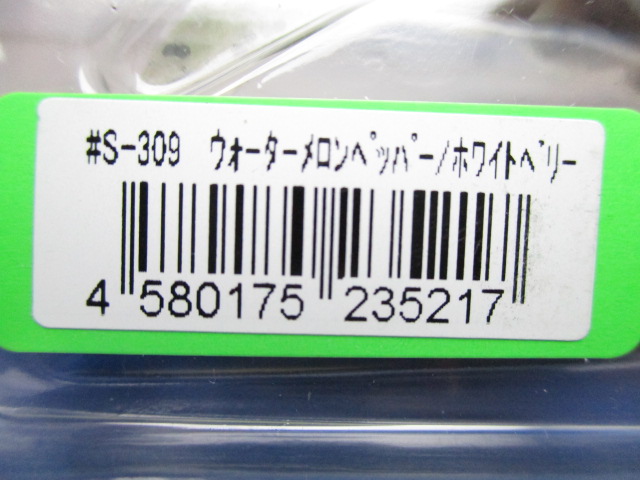 #S-309 ｳｫｰﾀｰﾒﾛﾝﾍﾟｯﾊﾟｰ/ﾎﾜｲﾄﾍﾞﾘｰ
4 580175 235217